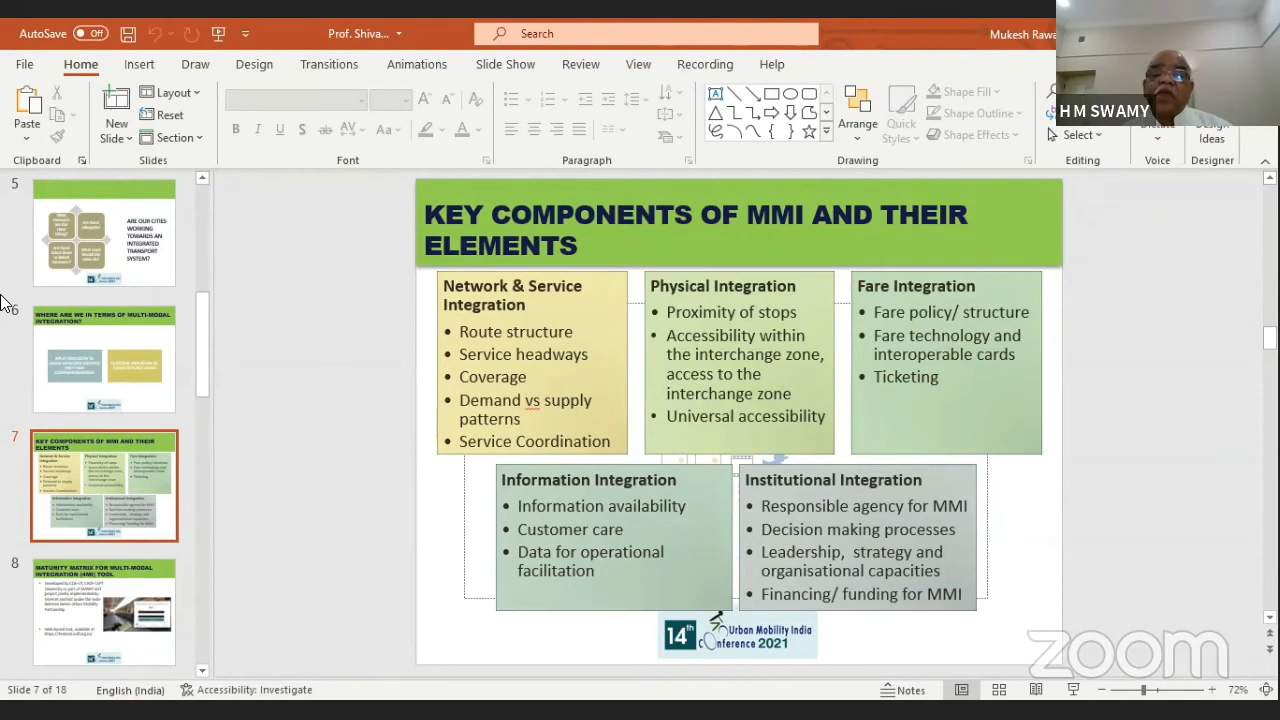 AutoSave Off
Prof. Shiva...
Search
Mukesh Rawa
H M SWAMY
File Home Insert Draw Design Transitions Animations Slide Show Review View Recording Help
Paste
New
Slide
Layout
Reset
Section
Arrange
Quick
Styles
Shape Fill
Shape Outline
Shape Effects
Select
Dictate
Design
Ideas
Clipboard Slides Font Paragraph Drawing Editing Voice Designer
5
ARE OUR CITIES
WORKING
TOWARDS AN
INTEGRATED
TRANSPORT
SYSTEM?
6
WHERE ARE WE IN TERMS OF MULTI-MODAL
INTEGRATION?
7
KEY COMPONENTS OF MMI AND THEIR
ELEMENTS
8
MATURITY MATRIX FOR MULTI-MODAL
INTEGRATION (4MI) TOOL
KEY COMPONENTS OF MMI AND THEIR
ELEMENTS
Network & Service
Integration
• Route structure
• Service headways
• Coverage
• Demand vs supply
patterns
• Service Coordination
Physical Integration
• Proximity of stops
• Accessibility within
the interchange zone,
access to the
interchange zone
• Universal accessibility
Fare Integration
• Fare policy/ structure
• Fare technology and
interoperable cards
• Ticketing
Information Integration
• Information availability
• Customer care
• Data for operational
facilitation
Institutional Integration
• Responsible agency for MMI
• Decision making processes
• Leadership, strategy and
organisational capacities
• Financing/ funding for MMI
14th Urban Mobility India
Conference 2021
zoom
Slide 7 of 18
English (India)
Accessibility: Investigate
Notes
72%